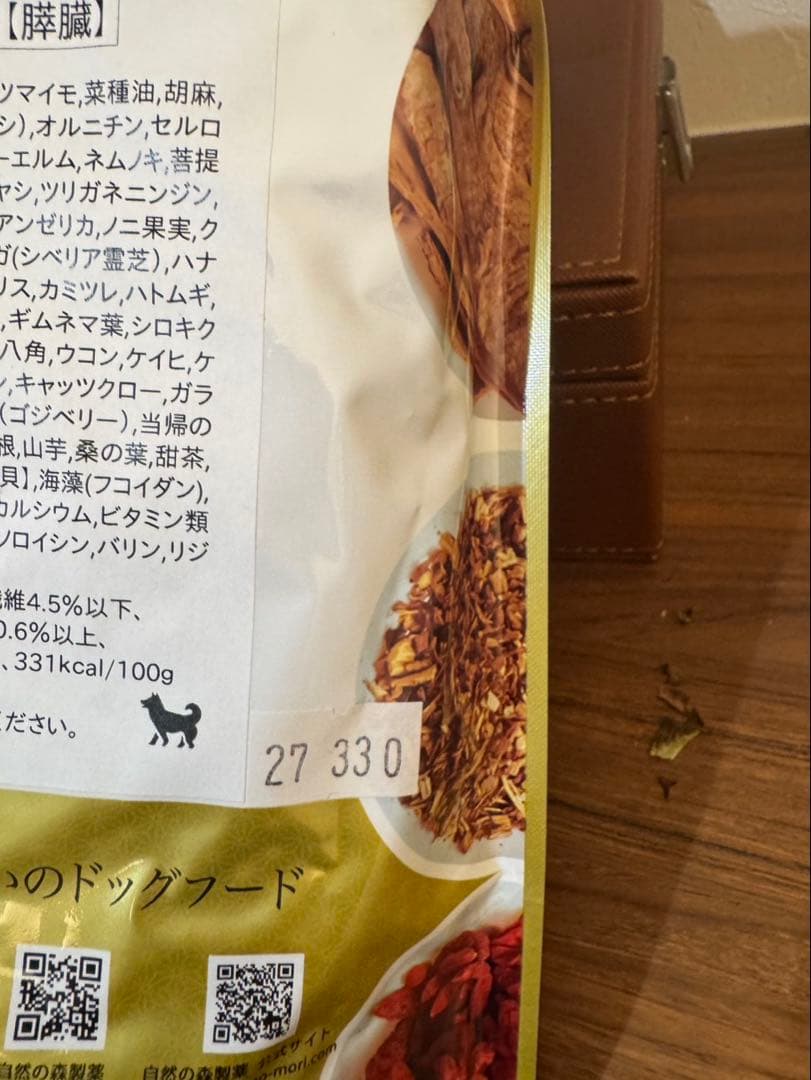 【膵臓】
ツマイモ,菜種油,胡麻,
シ),オルニチン,セルロ
ーエルム,ネムノキ,菩提
ヤシ,ツリガネニンジン,
アンゼリカ,ノニ果実,ク
ガ(シベリア霊芝),ハナ
リス,カミツレ,ハトムギ,
,ギムネマ葉,シロキク
八角,ウコン,ケイヒ,ケ
ン,キャッツクロー,ガラ
(ゴジベリー),当帰の
根,山芋,桑の葉,甜茶,
貝】,海藻(フコイダン),
カルシウム,ビタミン類
ソロイシン,バリン,リジ
維4.5%以下、
0.6%以上、
、331kcal/100g
ください。
27 330
いのドッグフード
自然の森製薬
自然の森製薬 公式サイト
o-mori.com